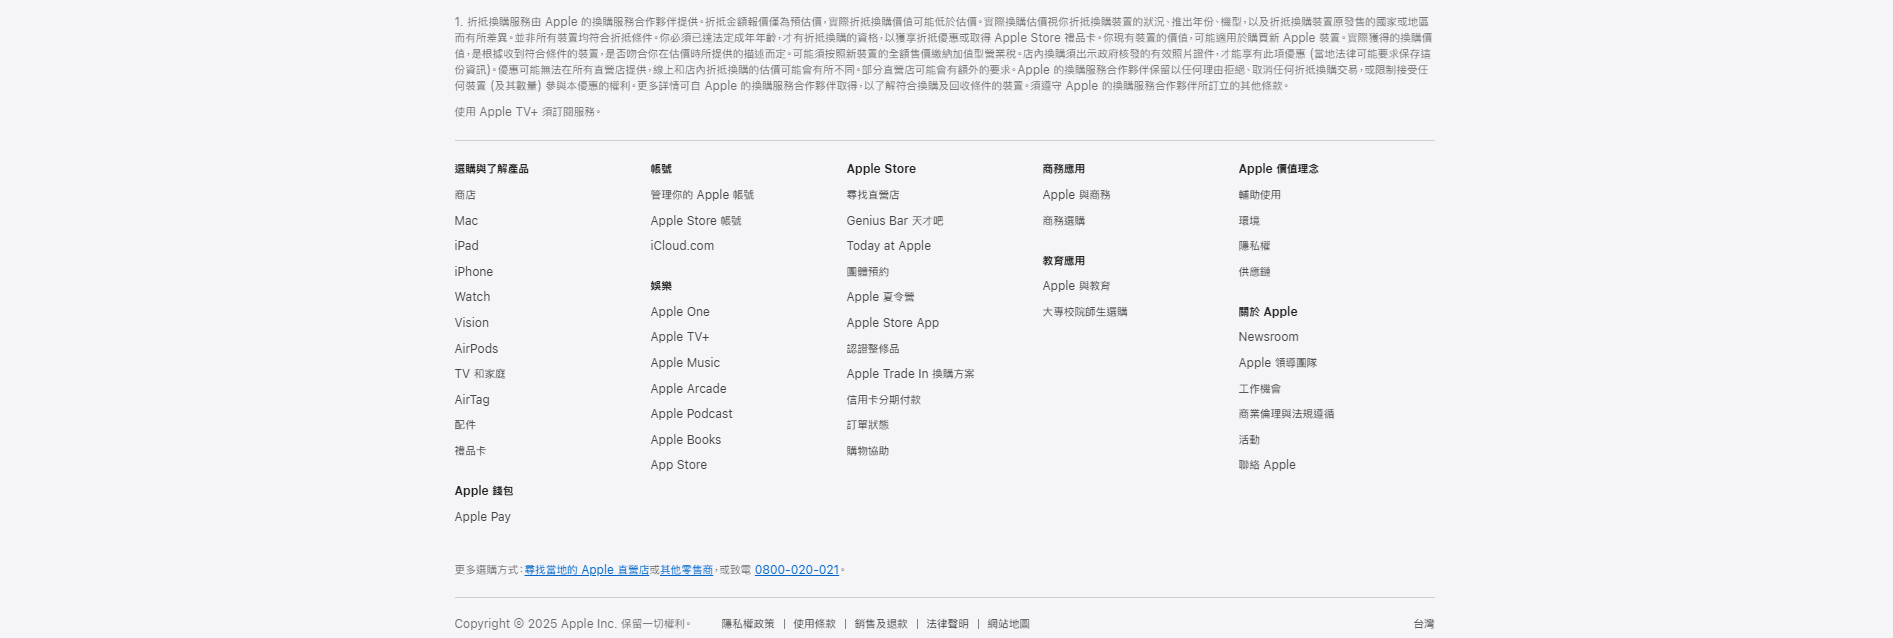 1. 折抵換購服務由 Apple 的換購服務合作夥伴提供。折抵金額報價僅為預估價，實際折抵換購價值可能低於估價。實際換購估價視你折抵換購裝置的狀況、推出年份、機型，以及折抵換購裝置原發售的國家或地區
而有所差異。並非所有裝置均符合折抵條件。你必須已達法定成年年齡，才有折抵換購的資格，以獲享折抵優惠或取得 Apple Store 禮品卡。你現有裝置的價值，可能適用於購買新 Apple 裝置。實際獲得的換購價
值，是根據收到符合條件的裝置，是否吻合你在估價時所提供的描述而定。可能須按照新裝置的全額售價繳納加值型營業稅。店內換購須出示政府核發的有效照片證件，才能享有此項優惠 (當地法律可能要求保存這
份資訊)。優惠可能無法在所有直營店提供，線上和店內折抵換購的估價可能會有所不同。部分直營店可能會有額外的要求。Apple 的換購服務合作夥伴保留以任何理由拒絕、取消任何折抵換購交易，或限制接受任
何裝置 (及其數量) 參與本優惠的權利。更多詳情可自 Apple 的換購服務合作夥伴取得，以了解符合換購及回收條件的裝置。須遵守 Apple 的換購服務合作夥伴所訂立的其他條款。
使用 Apple TV+ 須訂閱服務。
選購與了解產品
商店
Mac
iPad
iPhone
Watch
Vision
AirPods
TV 和家庭
AirTag
配件
禮品卡
Apple 錢包
Apple Pay
帳號
管理你的 Apple 帳號
Apple Store 帳號
iCloud.com
娛樂
Apple One
Apple TV+
Apple Music
Apple Arcade
Apple Podcast
Apple Books
App Store
Apple Store
尋找直營店
Genius Bar 天才吧
Today at Apple
團體預約
Apple 夏令營
Apple Store App
認證整修品
Apple Trade In 換購方案
信用卡分期付款
訂單狀態
購物協助
商務應用
Apple 與商務
商務選購
教育應用
Apple 與教育
大專校院師生選購
Apple 價值理念
輔助使用
環境
隱私權
供應鏈
關於 Apple
Newsroom
Apple 領導團隊
工作機會
商業倫理與法規遵循
活動
聯絡 Apple
更多選購方式：尋找當地的 Apple 直營店或其他零售商，或致電 0800-020-021。
Copyright © 2025 Apple Inc. 保留一切權利。 隱私權政策 | 使用條款 | 銷售及退款 | 法律聲明 | 網站地圖 台灣